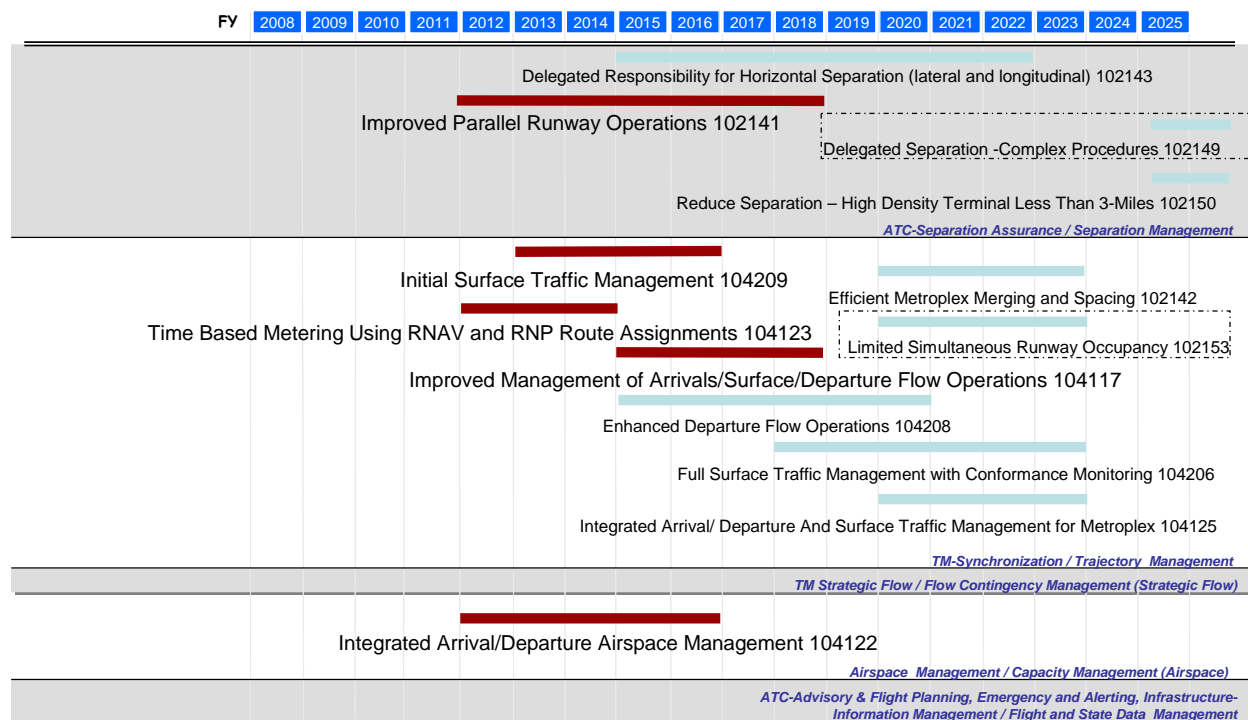 FY 2008 2009 2010 2011 2012 2013 2014 2015 2016 2017 2018 2019 2020 2021 2022 2023 2024 2025
Delegated Responsibility for Horizontal Separation (lateral and longitudinal) 102143
Improved Parallel Runway Operations 102141
Delegated Separation -Complex Procedures 102149
Reduce Separation – High Density Terminal Less Than 3-Miles 102150
ATC-Separation Assurance / Separation Management
Initial Surface Traffic Management 104209
Efficient Metroplex Merging and Spacing 102142
Time Based Metering Using RNAV and RNP Route Assignments 104123
Limited Simultaneous Runway Occupancy 102153
Improved Management of Arrivals/Surface/Departure Flow Operations 104117
Enhanced Departure Flow Operations 104208
Full Surface Traffic Management with Conformance Monitoring 104206
Integrated Arrival/ Departure And Surface Traffic Management for Metroplex 104125
TM-Synchronization / Trajectory Management
TM Strategic Flow / Flow Contingency Management (Strategic Flow)
Integrated Arrival/Departure Airspace Management 104122
Airspace Management / Capacity Management (Airspace)
ATC-Advisory & Flight Planning, Emergency and Alerting, Infrastructure-
Information Management / Flight and State Data Management